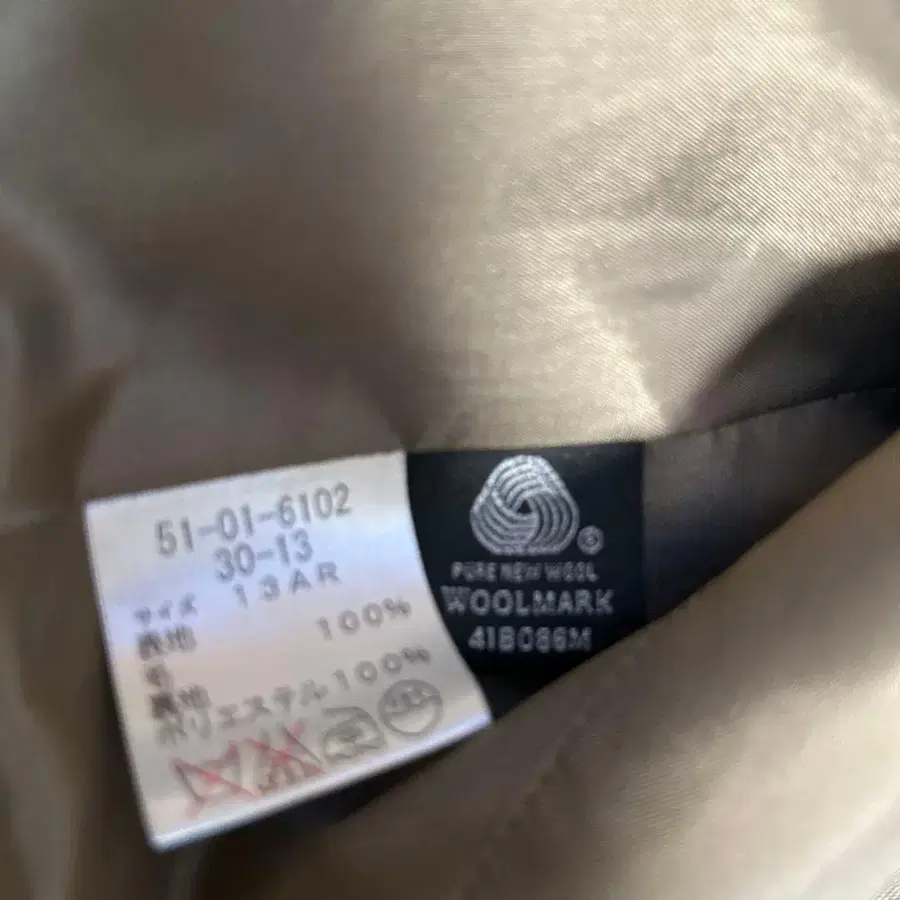 51-01-6102
30-13
サイズ 13AR
表地
毛 100%
裏地
ポリエステル100%
PURE NEW WOOL
WOOLMARK
41B086M